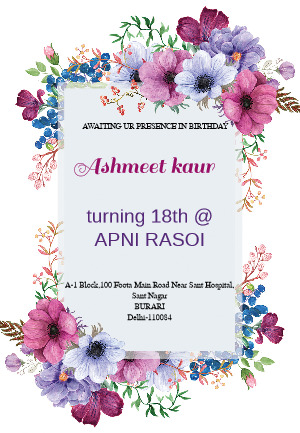 AWAITING UR PRESENCE IN BIRTHDAY
Ashmeet kaur
turning 18th @
APNI RASOI
A-1 Block,100 Foota Main Road Near Sant Hospital,
Sant Nagar
BURARI
Delhi-110084